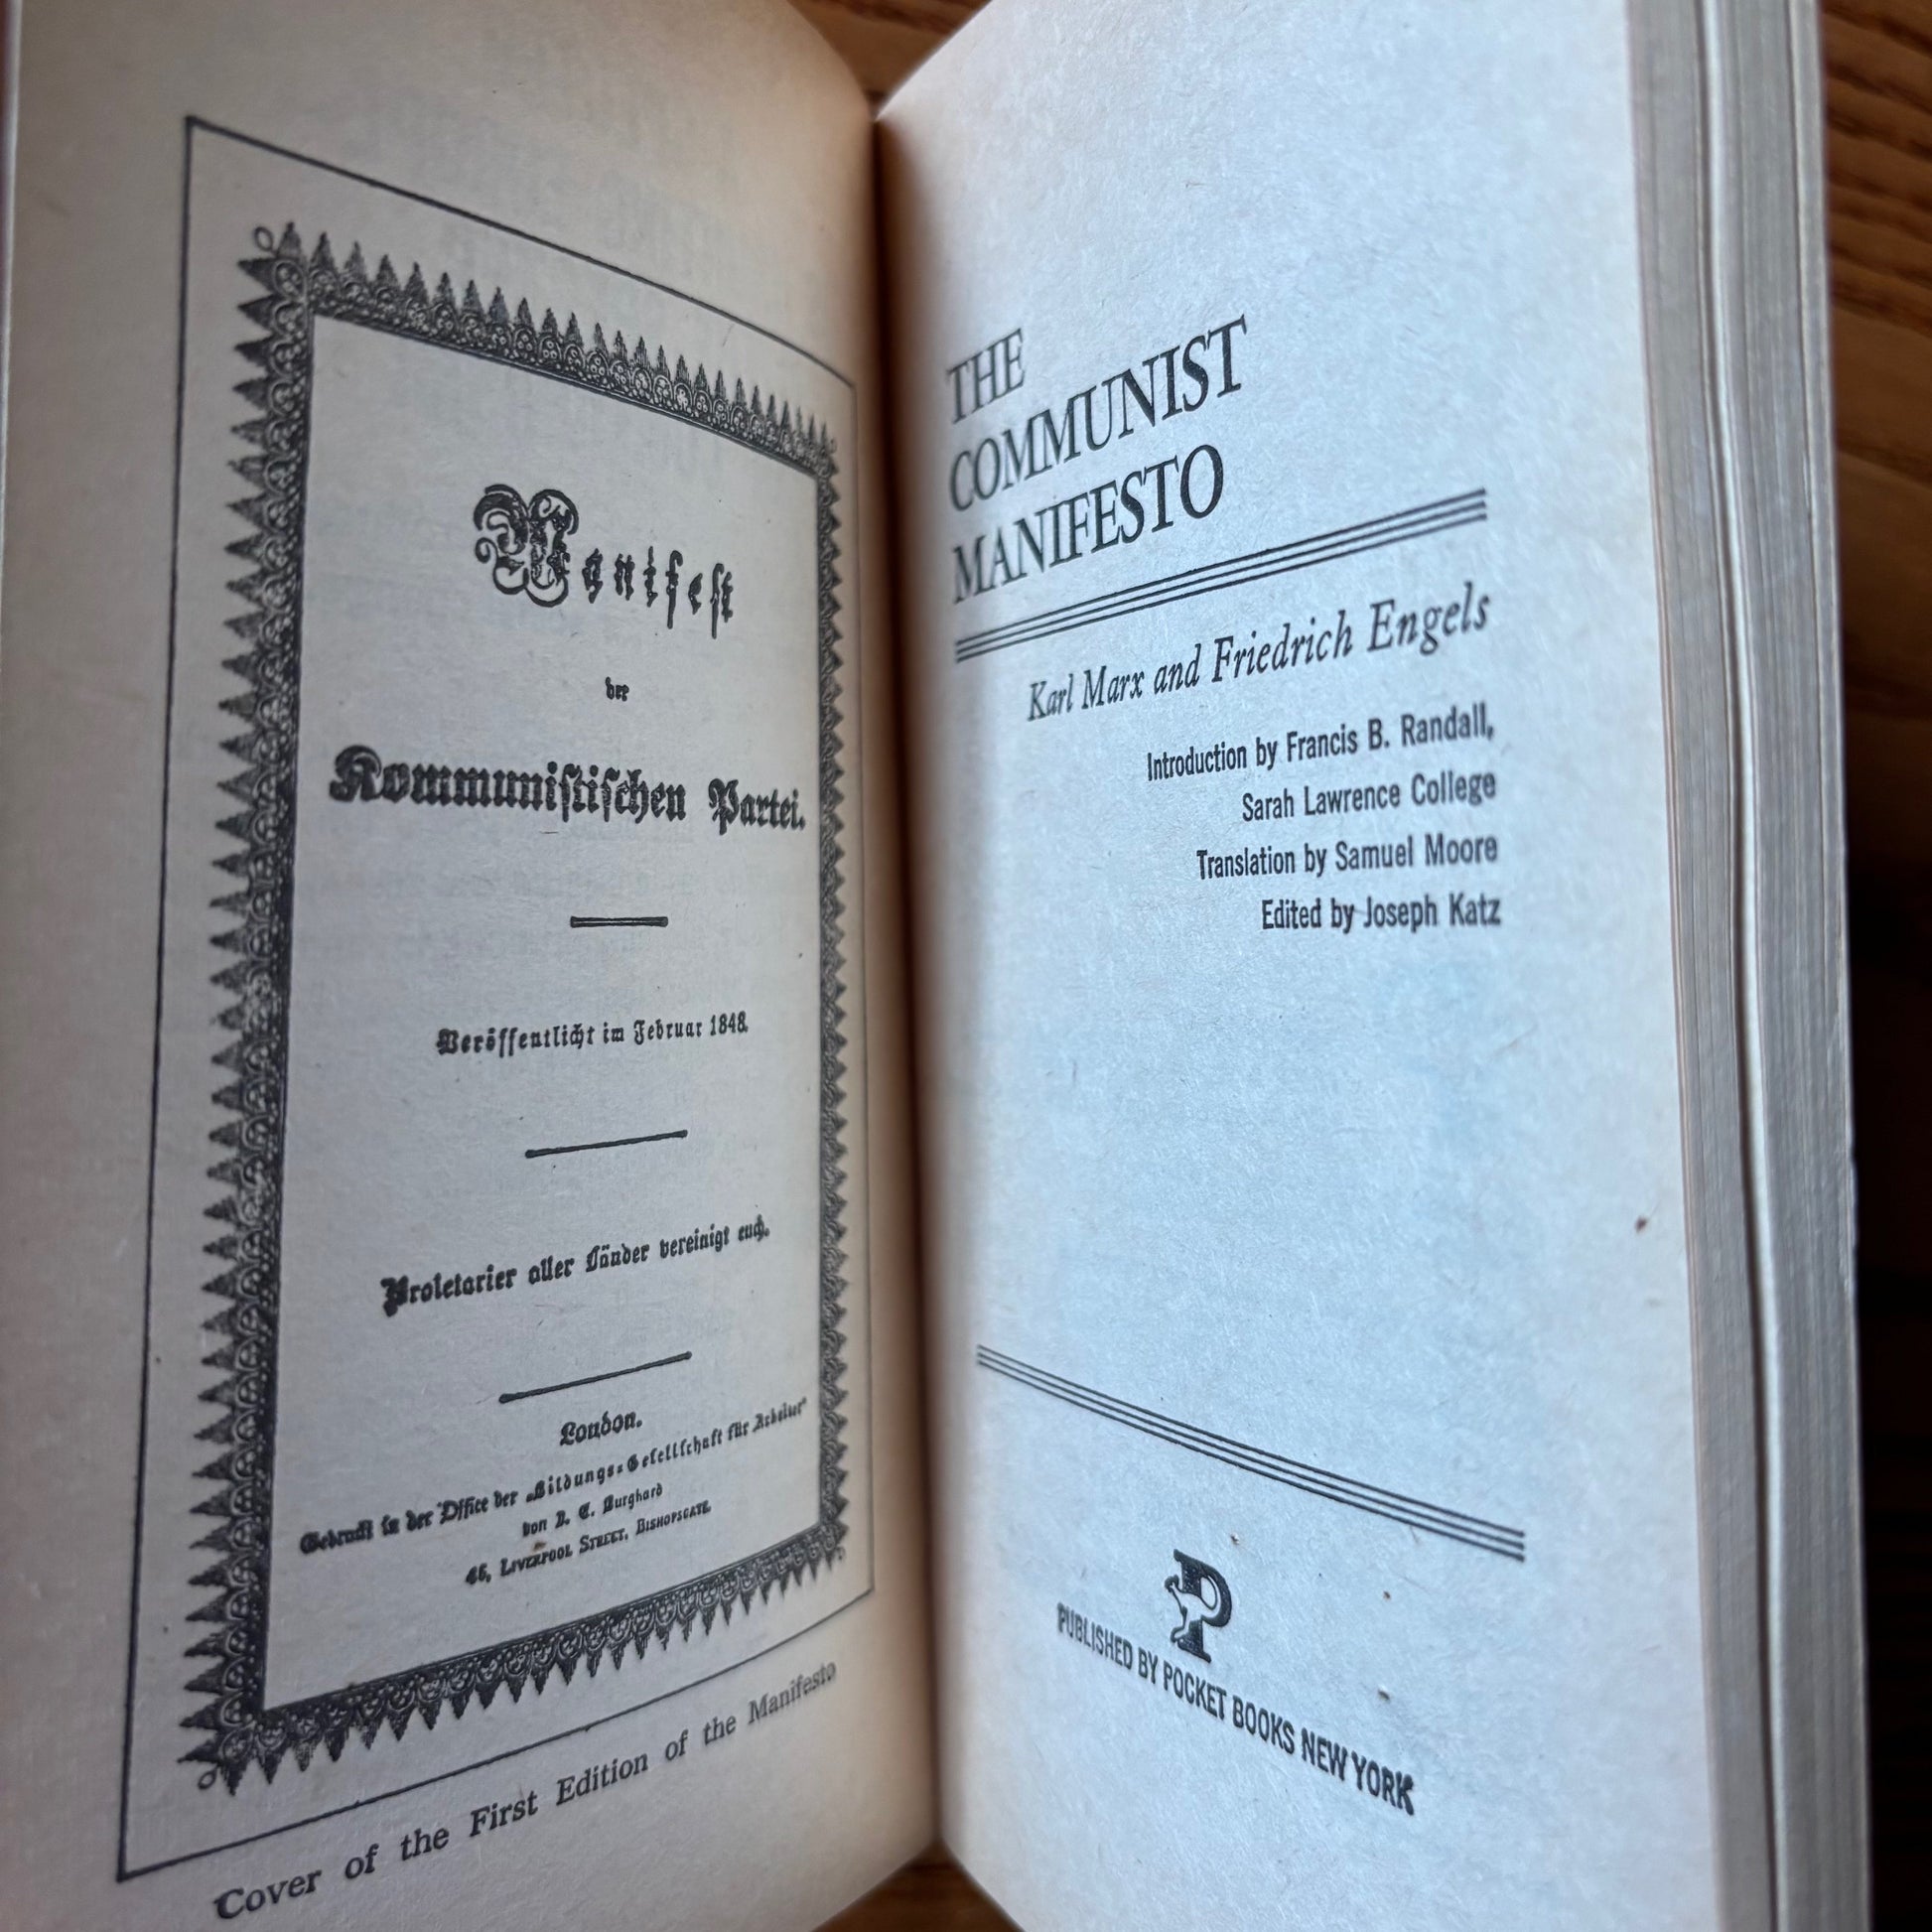 Manifest
der
Kommunistischen Partei.
Veröffentlicht im Februar 1848.
Proletarier aller Länder vereinigt euch.
London.
Gedruckt in der Office der „Bildungs=Gesellschaft für Arbeiter"
von J. E. Burghard
46, LIVERPOOL STREET, BISHOPSGATE.
Cover of the First Edition of the Manifesto
THE
COMMUNIST
MANIFESTO
Karl Marx and Friedrich Engels
Introduction by Francis B. Randall,
Sarah Lawrence College
Translation by Samuel Moore
Edited by Joseph Katz
P
PUBLISHED BY POCKET BOOKS NEW YORK